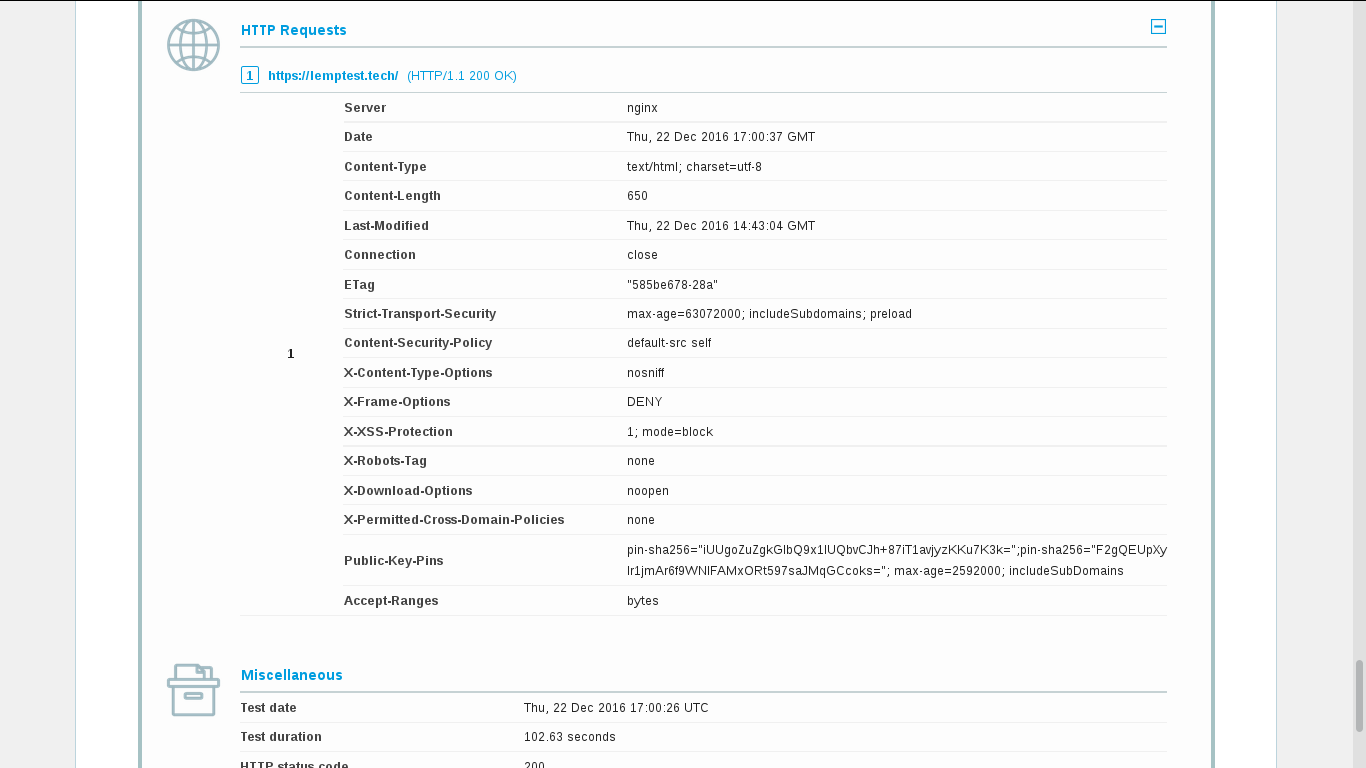 HTTP Requests
1 https://lemptest.tech/ (HTTP/1.1 200 OK)
Server nginx
Date Thu, 22 Dec 2016 17:00:37 GMT
Content-Type text/html; charset=utf-8
Content-Length 650
Last-Modified Thu, 22 Dec 2016 14:43:04 GMT
Connection close
ETag "585be678-28a"
Strict-Transport-Security max-age=63072000; includeSubdomains; preload
Content-Security-Policy default-src self
1
X-Content-Type-Options nosniff
X-Frame-Options DENY
X-XSS-Protection 1; mode=block
X-Robots-Tag none
X-Download-Options noopen
X-Permitted-Cross-Domain-Policies none
Public-Key-Pins pin-sha256="iUUgoZuZgkGIbQ9x1IUQbvCJh+87iT1avjyzKKu7K3k=";pin-sha256="F2gQEUpXy
Ir1jmAr6f9WNIFAMxORt597saJMqGCcoks="; max-age=2592000; includeSubDomains
Accept-Ranges bytes
Miscellaneous
Test date Thu, 22 Dec 2016 17:00:26 UTC
Test duration 102.63 seconds
HTTP status code 200